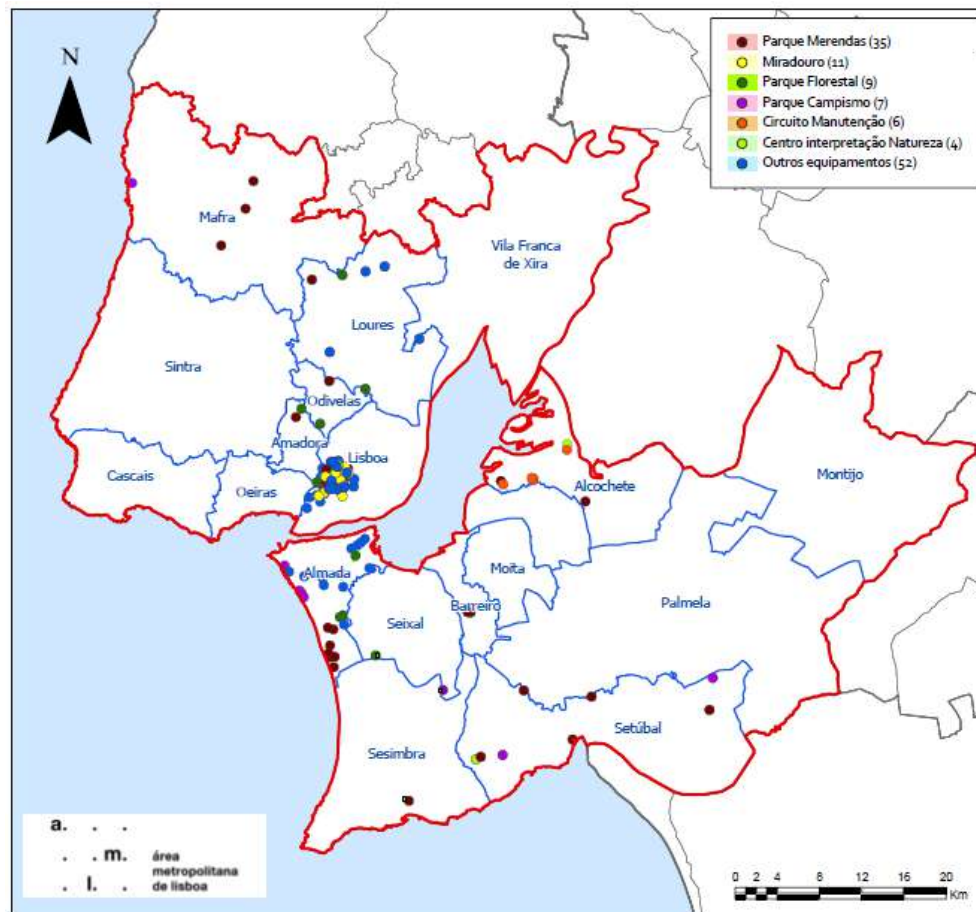 N
Parque Merendas (35)
Miradouro (11)
Parque Florestal (9)
Parque Campismo (7)
Circuito Manutenção (6)
Centro interpretação Natureza (4)
Outros equipamentos (52)
Mafra
Vila Franca
de Xira
Loures
Sintra
Odivelas
Amadora
Lisboa
Cascais
Oeiras
Alcochete
Montijo
Almada
Moita
Barreiro
Palmela
Seixal
Setúbal
Sesimbra
a. . .
. . m. área
metropolitana
. l. . de lisboa
0 2 4 8 12 16 20
Km